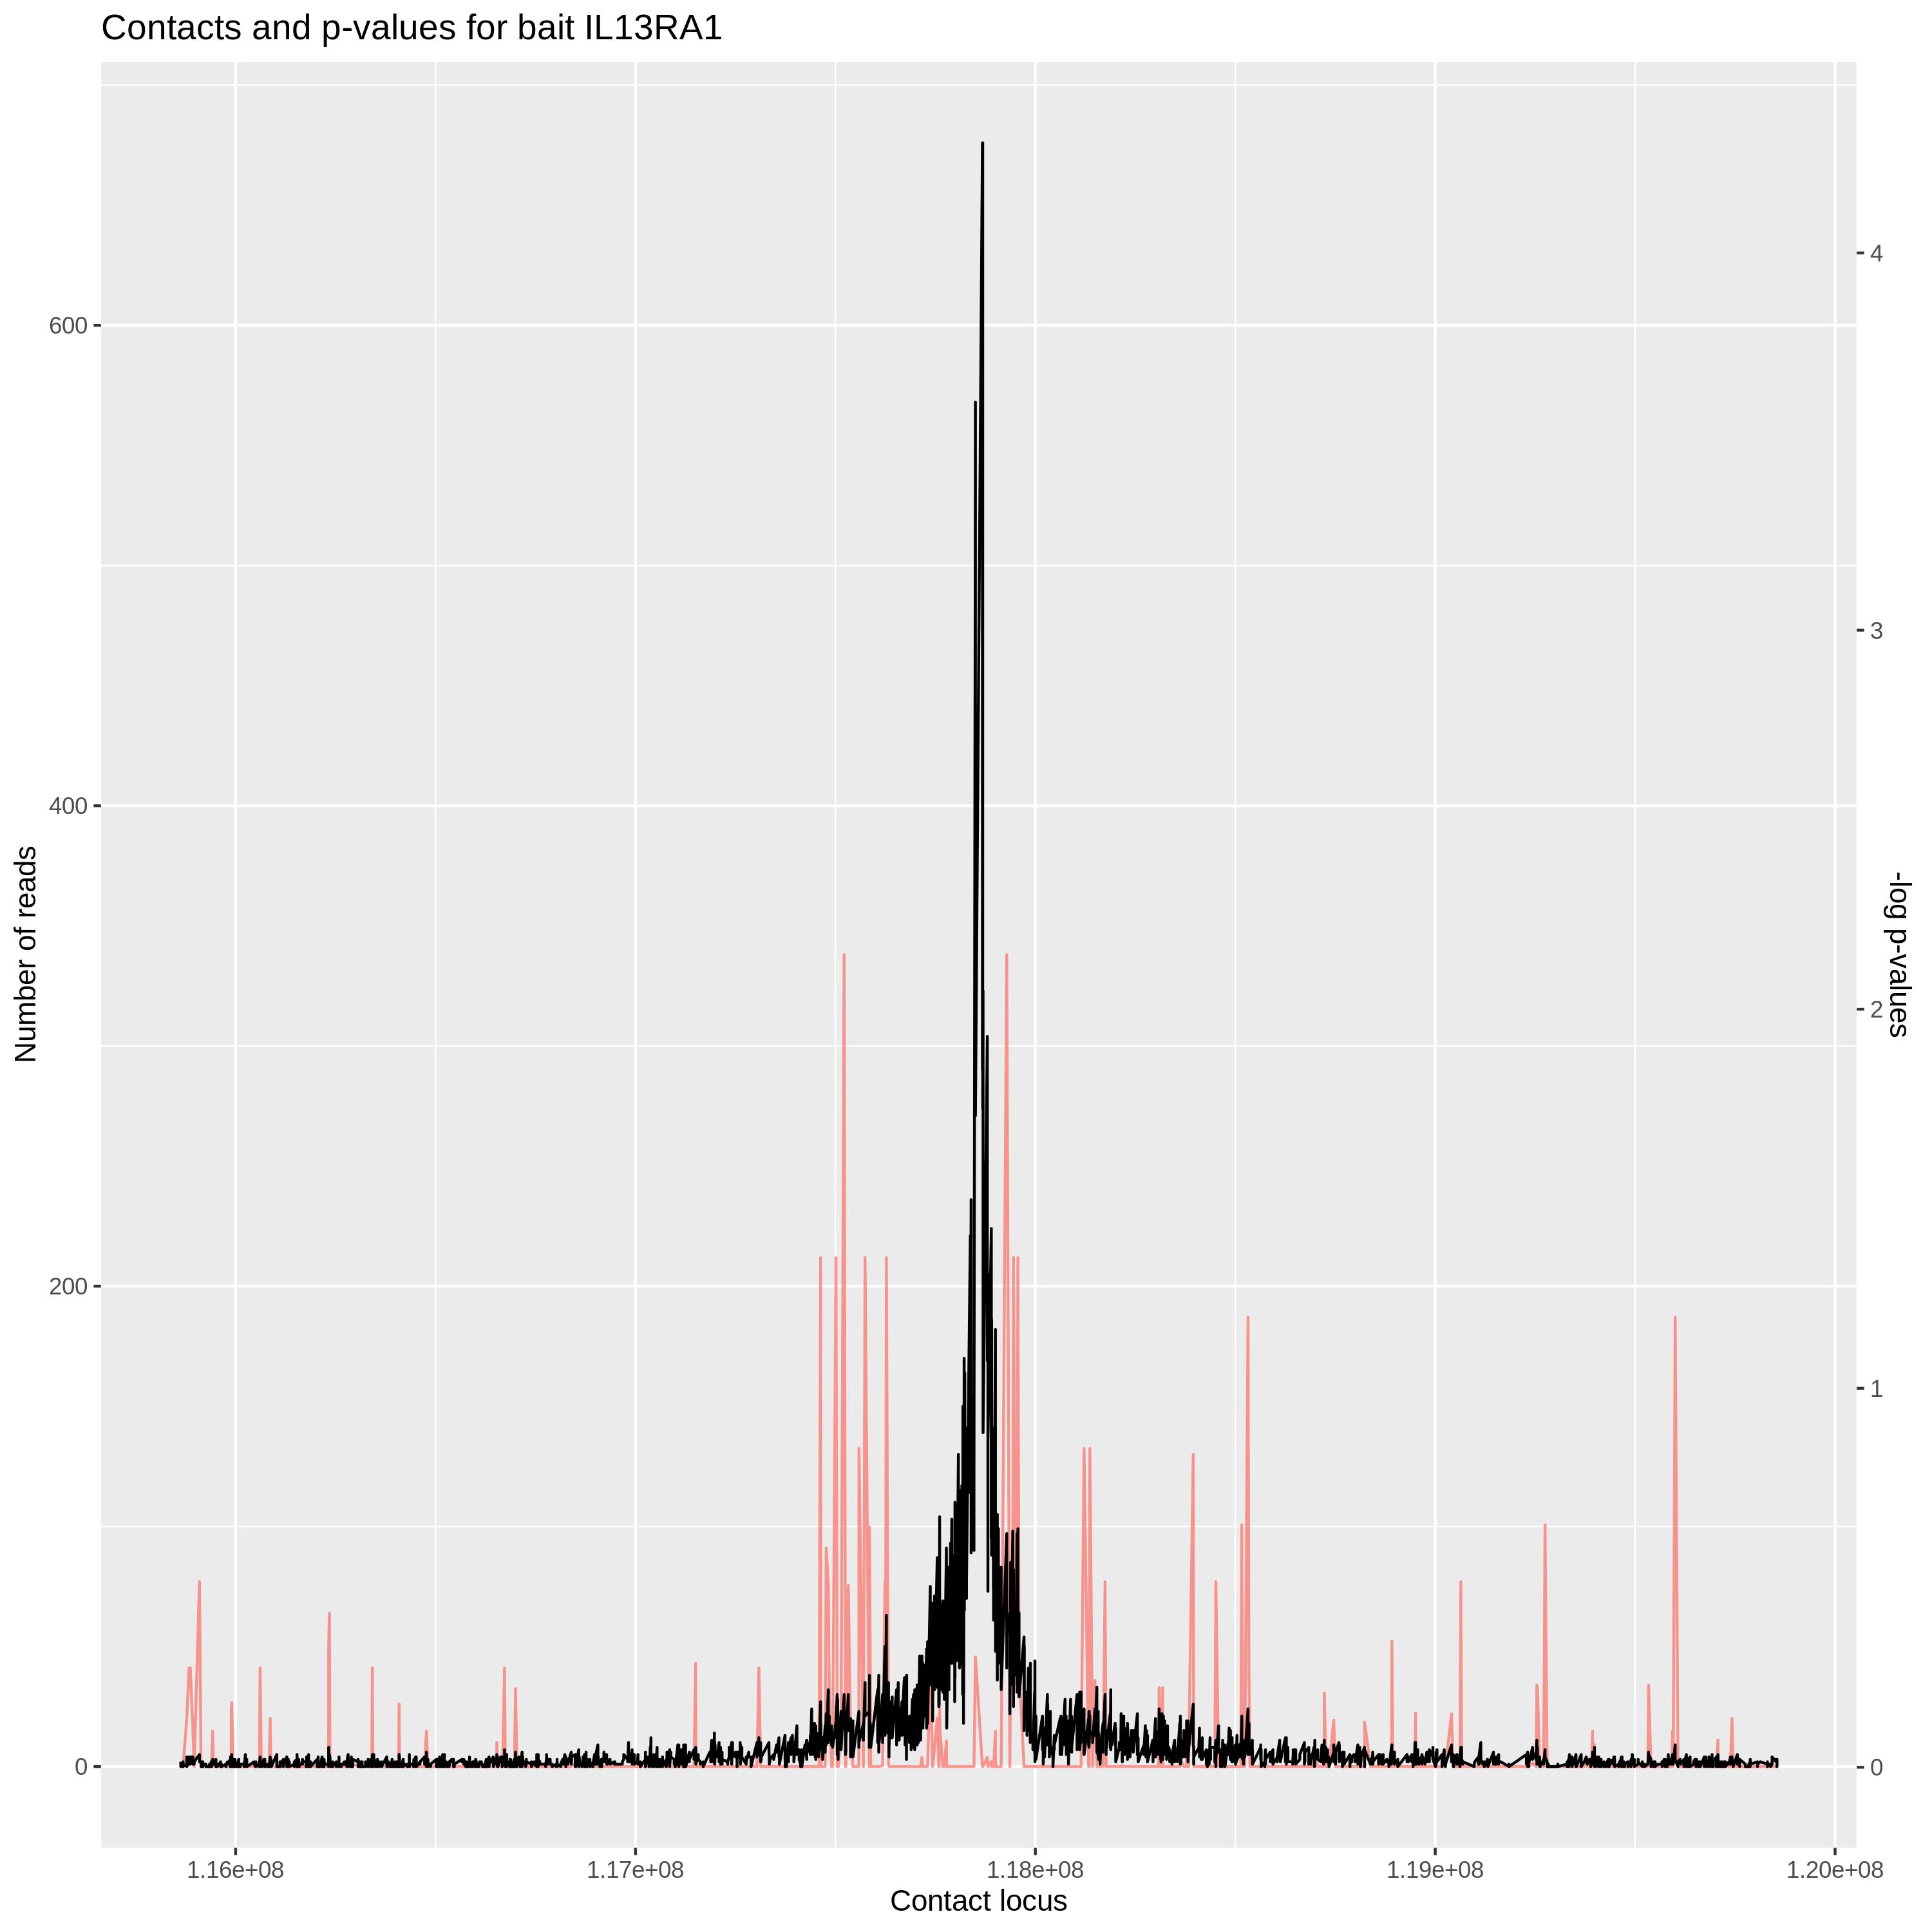 Contacts and p-values for bait IL13RA1
600
400
200
0
Number of reads
4
3
2
1
0
-log p-values
1.16e+08
1.17e+08
1.18e+08
1.19e+08
1.20e+08
Contact locus